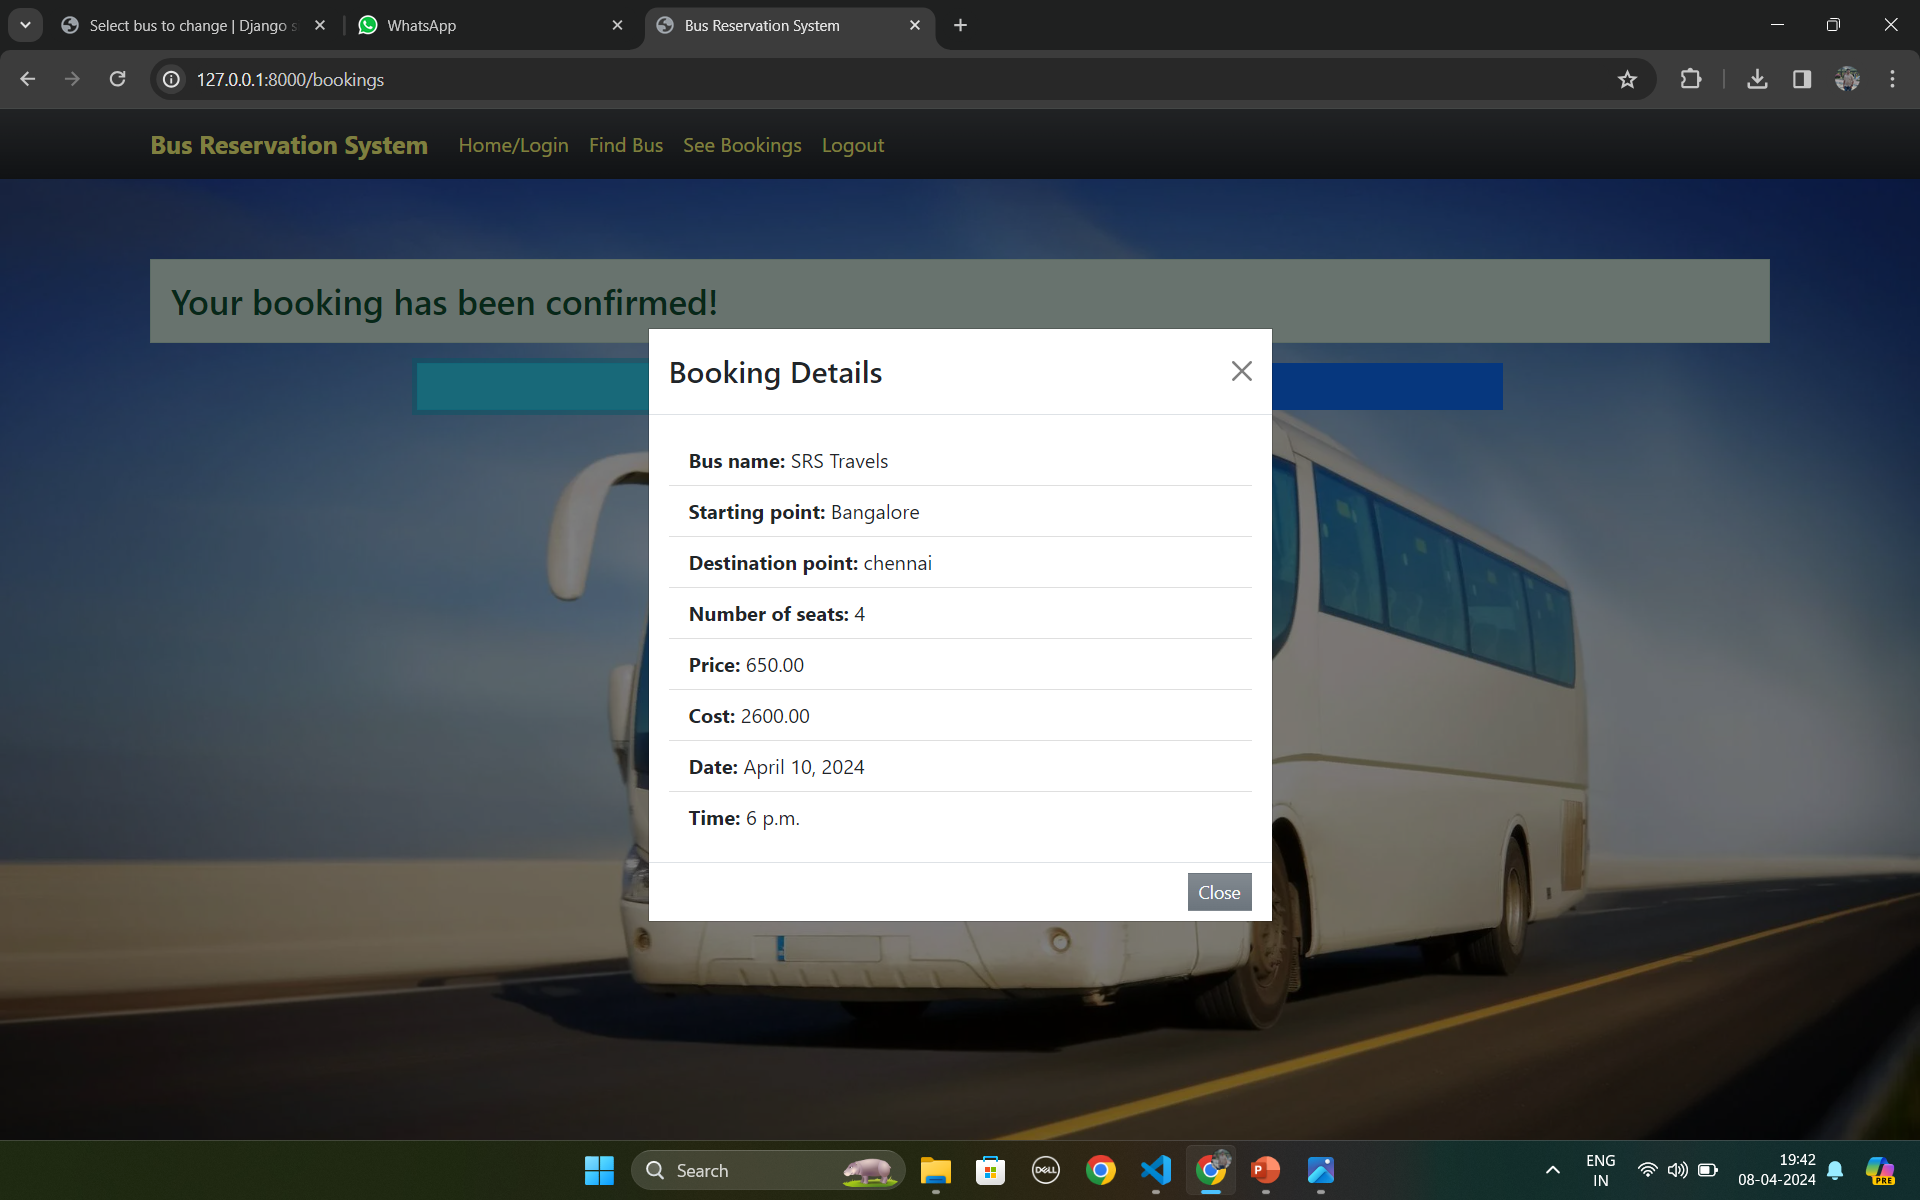 Select bus to change | Django s
WhatsApp
Bus Reservation System
127.0.0.1:8000/bookings
Bus Reservation System Home/Login Find Bus See Bookings Logout
Your booking has been confirmed!
Booking Details
Bus name: SRS Travels
Starting point: Bangalore
Destination point: chennai
Number of seats: 4
Price: 650.00
Cost: 2600.00
Date: April 10, 2024
Time: 6 p.m.
Close
Search
DELL
P
ENG
IN
19:42
08-04-2024
PRE